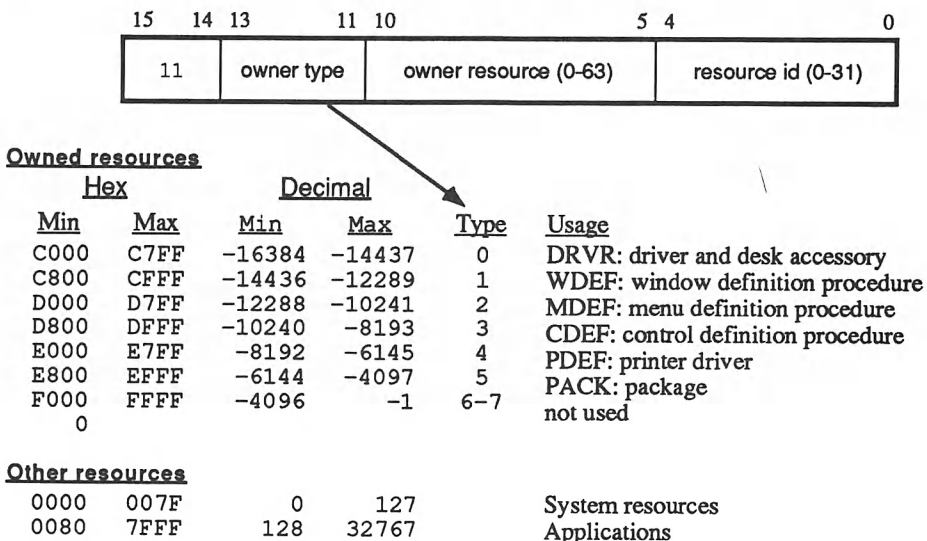 15 14 13 11 10 5 4 0
11 owner type owner resource (0-63) resource id (0-31)
Owned resources
Hex Decimal
Min Max Min Max Type Usage
C000 C7FF -16384 -14437 0 DRVR: driver and desk accessory
C800 CFFF -14436 -12289 1 WDEF: window definition procedure
D000 D7FF -12288 -10241 2 MDEF: menu definition procedure
D800 DFFF -10240 -8193 3 CDEF: control definition procedure
E000 E7FF -8192 -6145 4 PDEF: printer driver
E800 EFFF -6144 -4097 5 PACK: package
F000 FFFF -4096 -1 6-7 not used
0
Other resources
0000 007F 0 127 System resources
0080 7FFF 128 32767 Applications